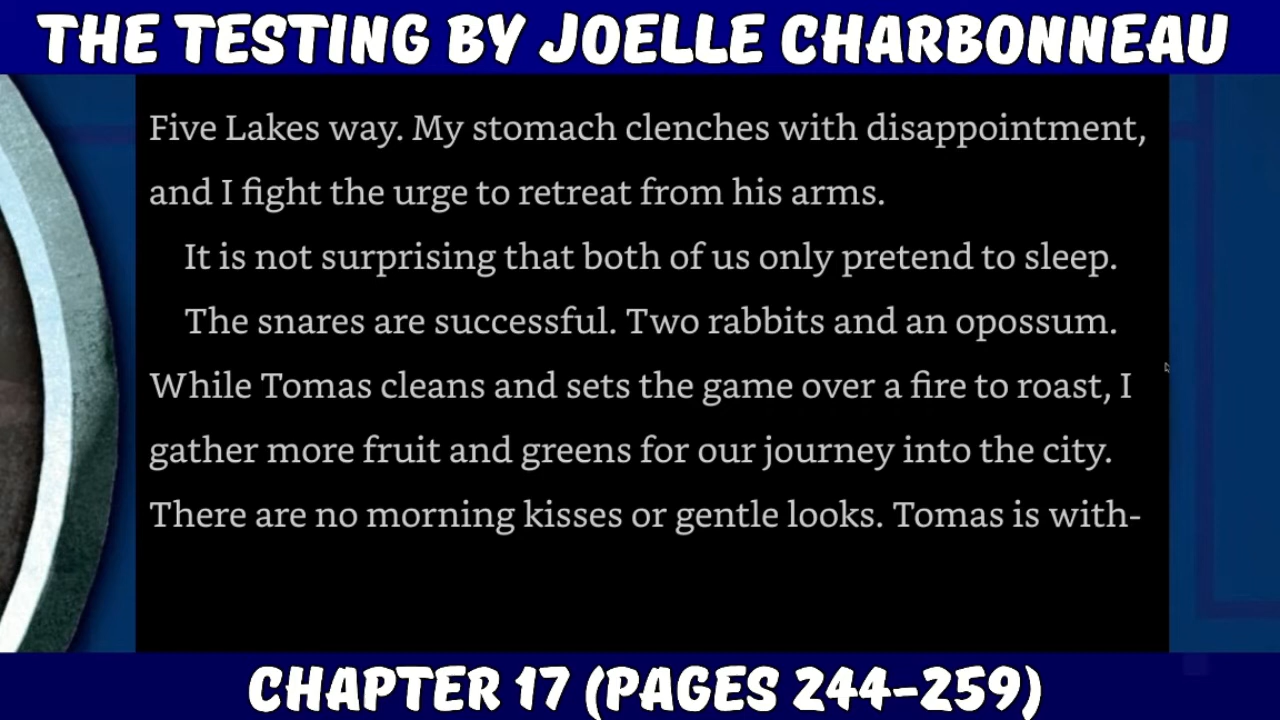 THE TESTING BY JOELLE CHARBONNEAU
Five Lakes way. My stomach clenches with disappointment,
and I fight the urge to retreat from his arms.
It is not surprising that both of us only pretend to sleep.
The snares are successful. Two rabbits and an opossum.
While Tomas cleans and sets the game over a fire to roast, I
gather more fruit and greens for our journey into the city.
There are no morning kisses or gentle looks. Tomas is with-
CHAPTER 17 (PAGES 244-259)